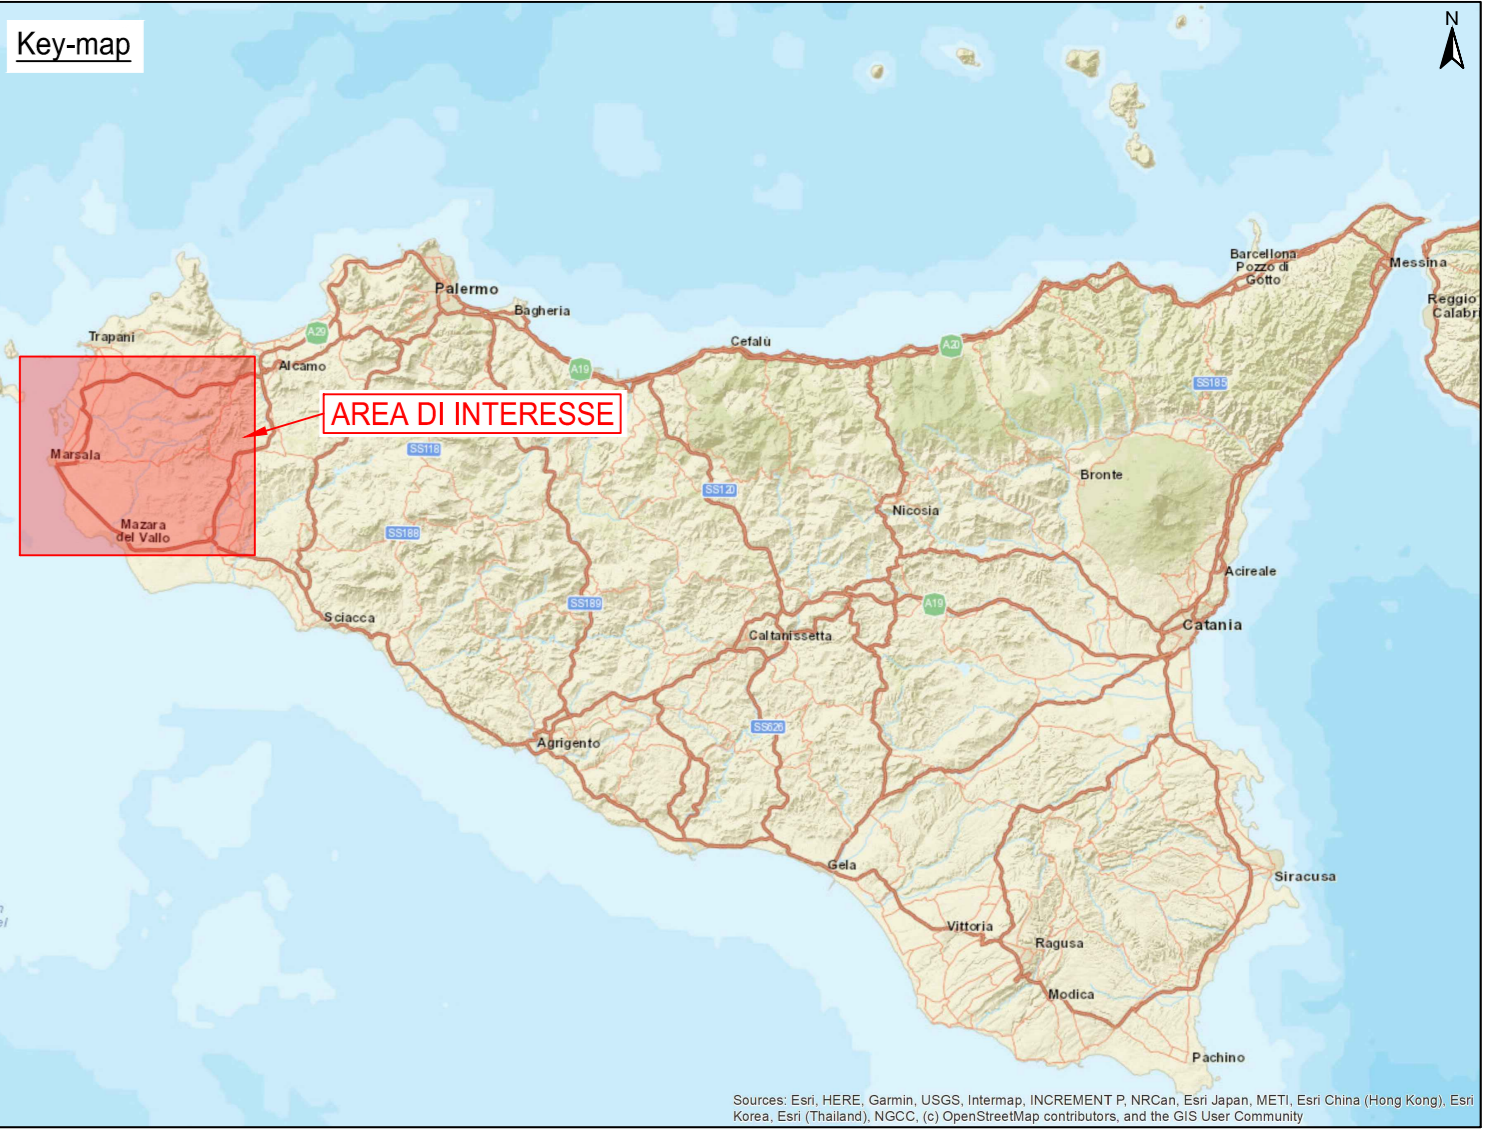 Key-map
N
Barcellona
Pozzo di
Gotto
Messina
Palermo
Reggio
Calabri
Bagheria
A29
Trapani
Cefalù
A20
Alcamo
A19
SS185
AREA DI INTERESSE
SS118
Marsala
Bronte
SS120
Nicosia
Mazara
del Vallo
SS188
Acireale
SS189
A19
Sciacca
Catania
Caltanissetta
SS626
Agrigento
Gela
Siracusa
Vittoria
Ragusa
Modica
Pachino
Sources: Esri, HERE, Garmin, USGS, Intermap, INCREMENT P, NRCan, Esri Japan, METI, Esri China (Hong Kong), Esri
Korea, Esri (Thailand), NGCC, (c) OpenStreetMap contributors, and the GIS User Community